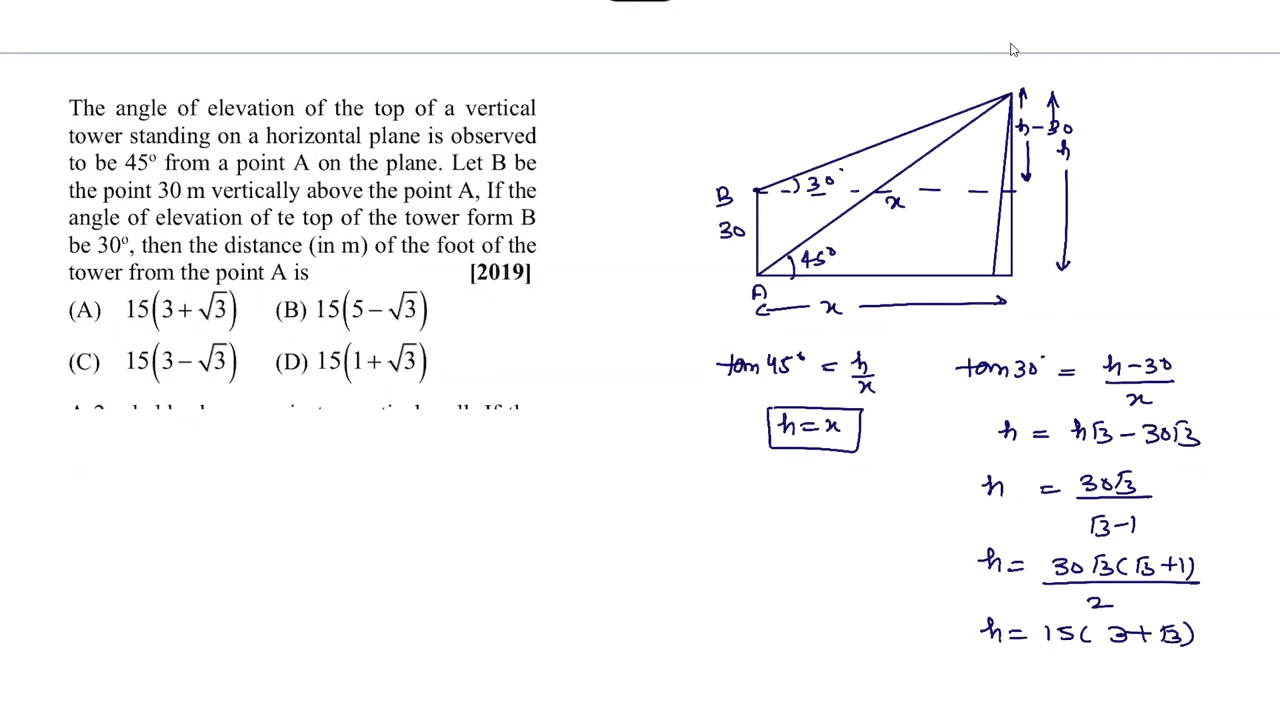 The angle of elevation of the top of a vertical
tower standing on a horizontal plane is observed
to be 45° from a point A on the plane. Let B be
the point 30 m vertically above the point A, If the
angle of elevation of te top of the tower form B
be 30°, then the distance (in m) of the foot of the
tower from the point A is [2019]
(A) 15(3+√3) (B) 15(5−√3)
(C) 15(3−√3) (D) 15(1+√3)
h-30
h
B
30°
x
30
45°
A
x
tan 45° = h/x
h = x
tan 30° = h-30/x
h = h√3 - 30√3
h = 30√3/√3-1
h = 30√3(√3+1)/2
h = 15(3+√3)